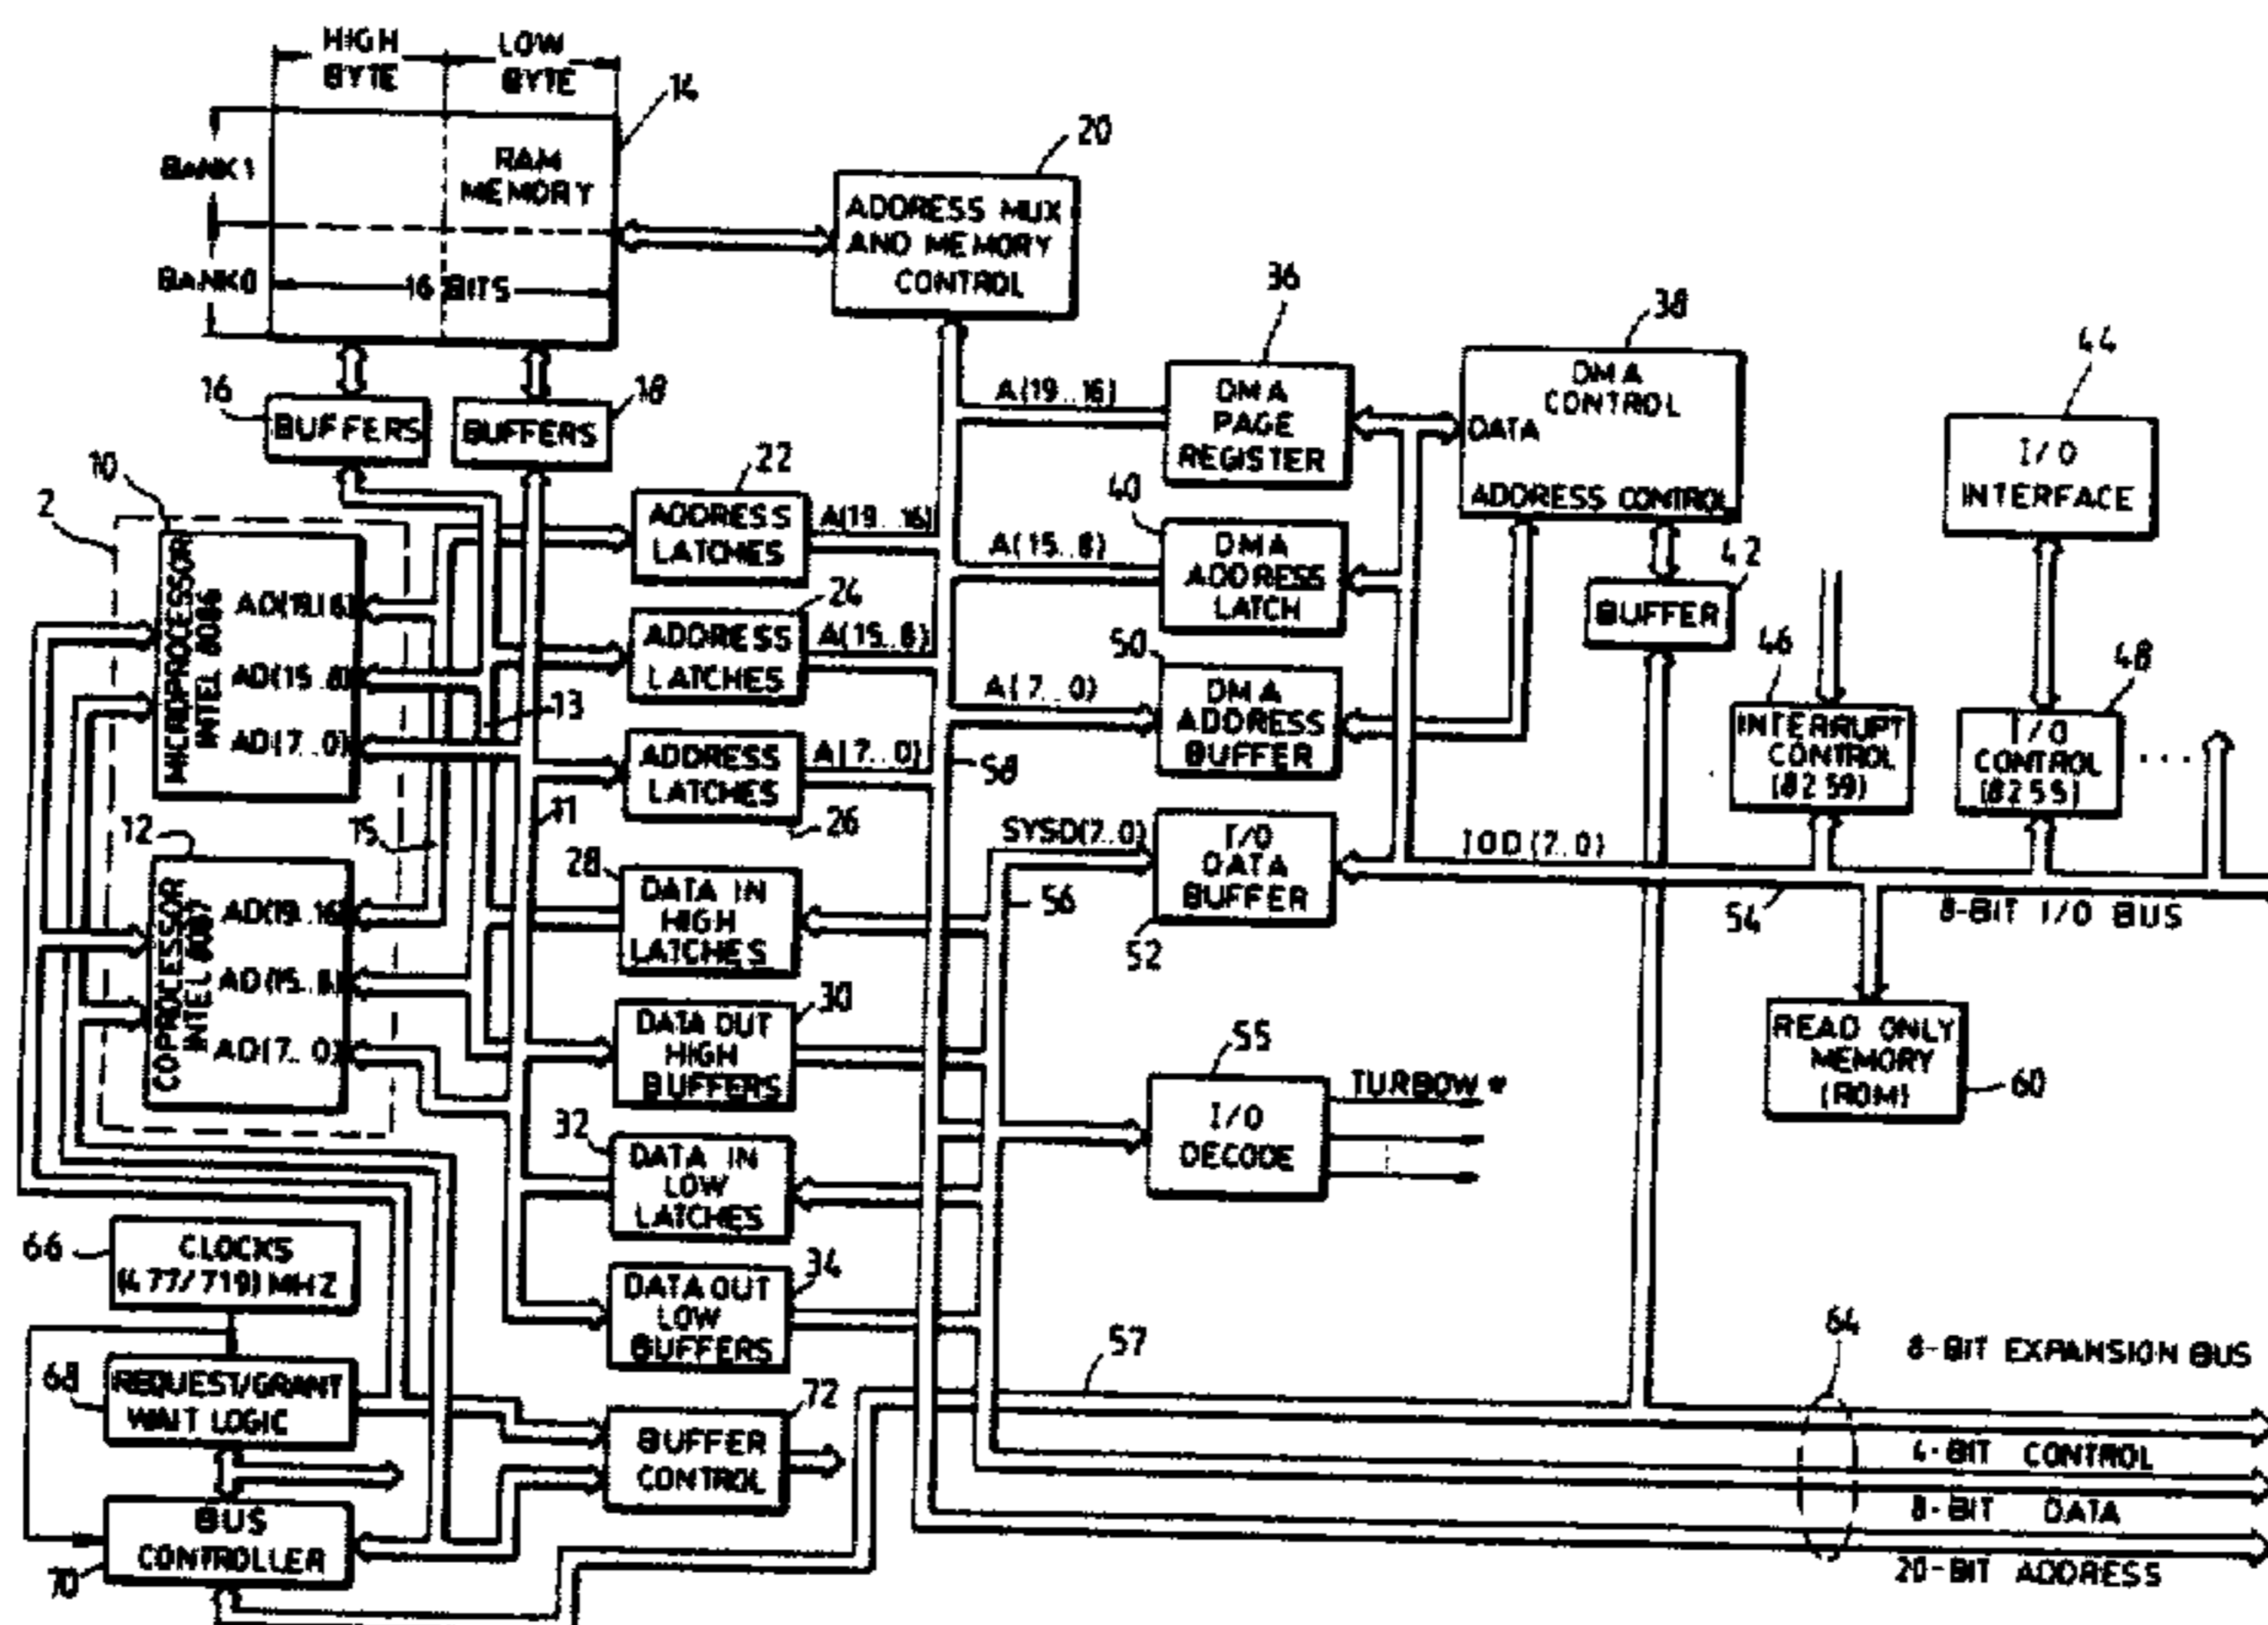 HIGH BYTE
LOW BYTE
14
BANK 1
RAM MEMORY
BANK 0
16 BITS
20
ADDRESS MUX AND MEMORY CONTROL
16
BUFFERS
18
BUFFERS
36
A(19..16)
DMA PAGE REGISTER
38
DMA CONTROL
DATA
ADDRESS CONTROL
44
I/O INTERFACE
2
10
MICROPROCESSOR INTEL 8086
AD(19..16)
AD(15..8)
AD(7..0)
22
ADDRESS LATCHES
A(19..16)
24
ADDRESS LATCHES
A(15..8)
ADDRESS LATCHES
A(7..0)
26
13
11
15
40
A(15..8)
DMA ADDRESS LATCH
42
BUFFER
50
A(7..0)
DMA ADDRESS BUFFER
58
46
INTERRUPT CONTROL (8259)
48
I/O CONTROL (8255)
...
12
COPROCESSOR INTEL 8087
AD(19..16)
AD(15..8)
AD(7..0)
28
DATA IN HIGH LATCHES
SYSD(7..0)
56
I/O DATA BUFFER
52
IOD(7..0)
54
8-BIT I/O BUS
30
DATA OUT HIGH BUFFERS
55
I/O DECODE
TURBOW *
READ ONLY MEMORY (ROM)
60
32
DATA IN LOW LATCHES
34
DATA OUT LOW BUFFERS
66
CLOCKS (4.77/7.19) MHZ
68
REQUEST/GRANT WAIT LOGIC
72
BUFFER CONTROL
57
64
8-BIT EXPANSION BUS
4-BIT CONTROL
8-BIT DATA
20-BIT ADDRESS
BUS CONTROLLER
70